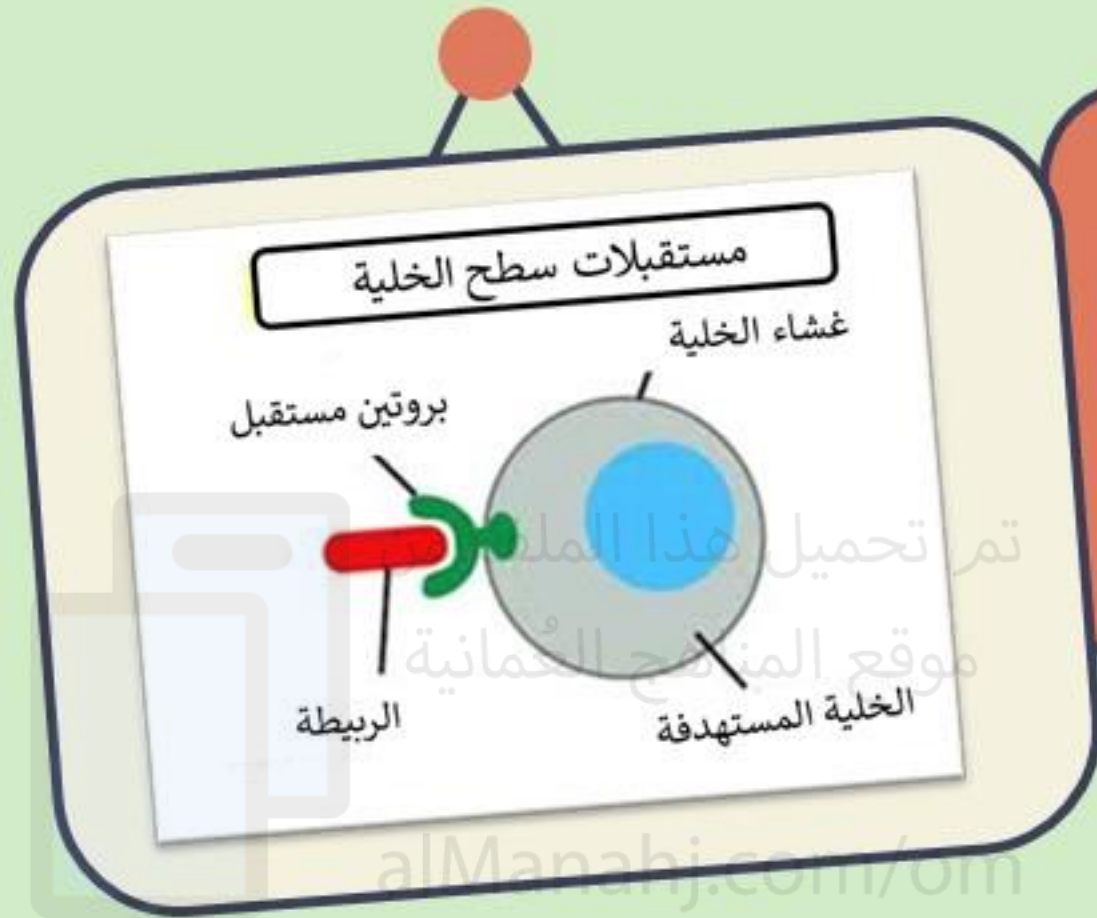 مستقبلات سطح الخلية
غشاء الخلية
بروتين مستقبل
تم تحميل هذا الملف من
موقع المناهج العُمانية
الربيطة
الخلية المستهدفة
alManahj.com/om